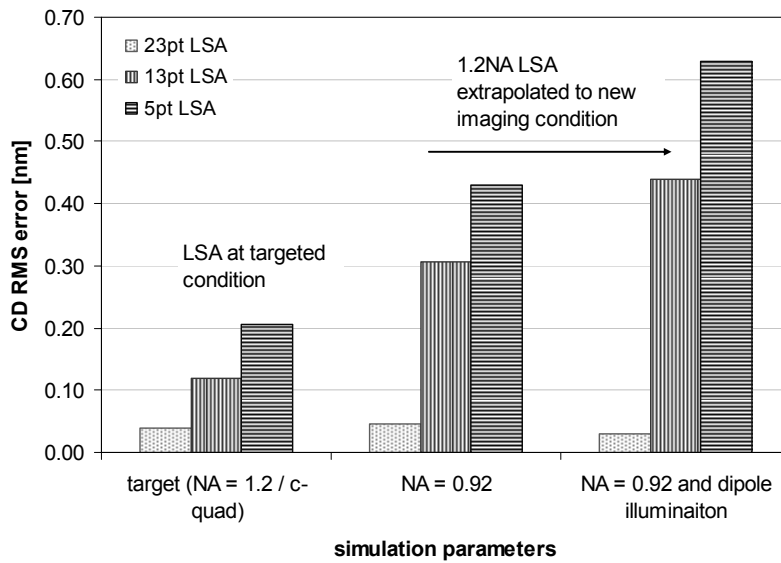 0.70
0.60
0.50
0.40
0.30
0.20
0.10
0.00
CD RMS error [nm]
23pt LSA
13pt LSA
5pt LSA
1.2NA LSA
extrapolated to new
imaging condition
LSA at targeted
condition
target (NA = 1.2 / c-
quad)
NA = 0.92
NA = 0.92 and dipole
illuminaiton
simulation parameters